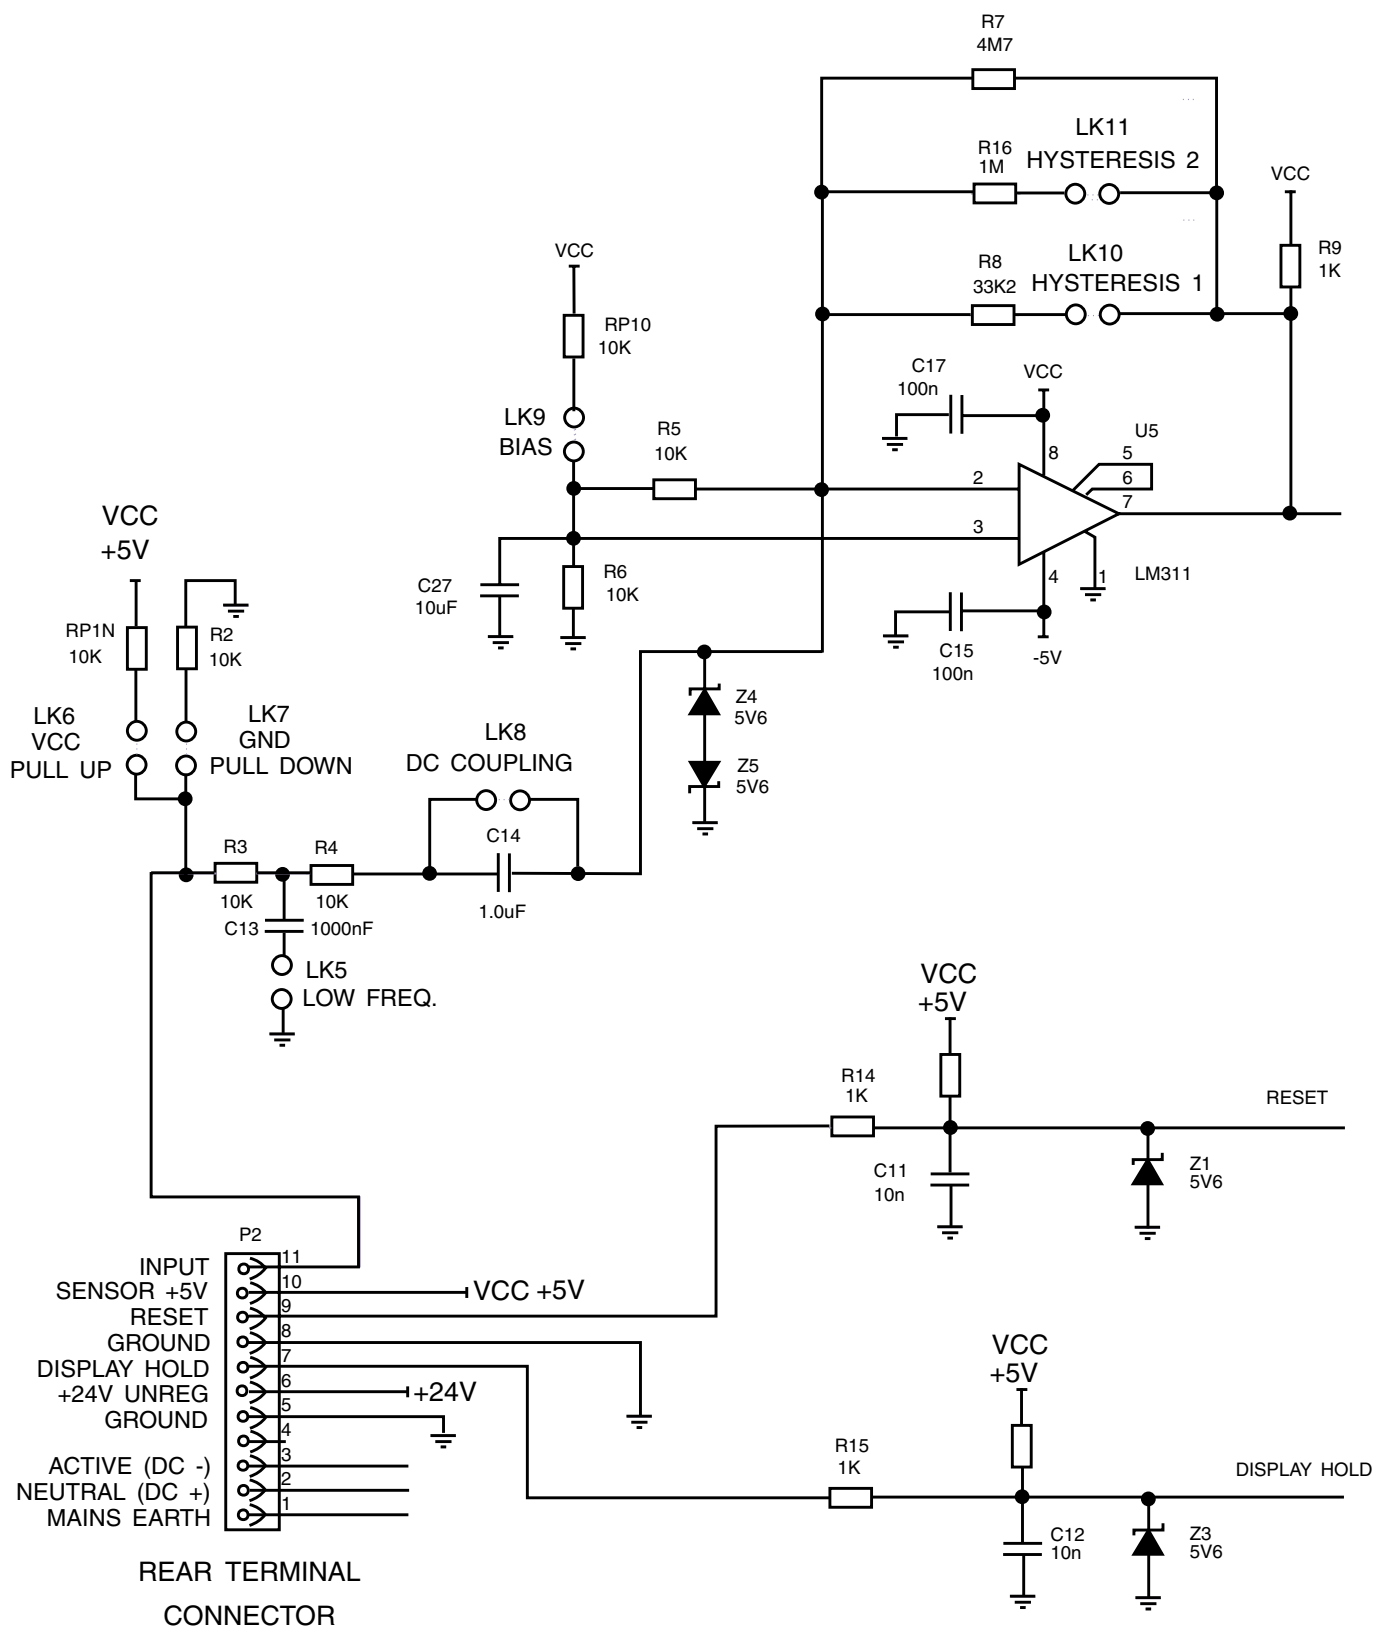 R7
4M7
LK11
HYSTERESIS 2
R16
1M
VCC
R9
1K
LK10
HYSTERESIS 1
R8
33K2
VCC
RP10
10K
LK9
BIAS
R5
10K
C17
100n
VCC
U5
8
5
6
7
2
3
4
1
LM311
C27
10uF
R6
10K
C15
100n
-5V
VCC
+5V
RP1N
10K
R2
10K
LK6
VCC
PULL UP
LK7
GND
PULL DOWN
LK8
DC COUPLING
C14
1.0uF
Z4
5V6
Z5
5V6
R3
10K
R4
10K
C13
1000nF
LK5
LOW FREQ.
VCC
+5V
R14
1K
RESET
C11
10n
Z1
5V6
P2
INPUT 11
SENSOR +5V 10 VCC +5V
RESET 9
GROUND 8
DISPLAY HOLD 7
+24V UNREG 6 +24V
GROUND 5
4
ACTIVE (DC -) 3
NEUTRAL (DC +) 2
MAINS EARTH 1
REAR TERMINAL
CONNECTOR
VCC
+5V
R15
1K
DISPLAY HOLD
C12
10n
Z3
5V6